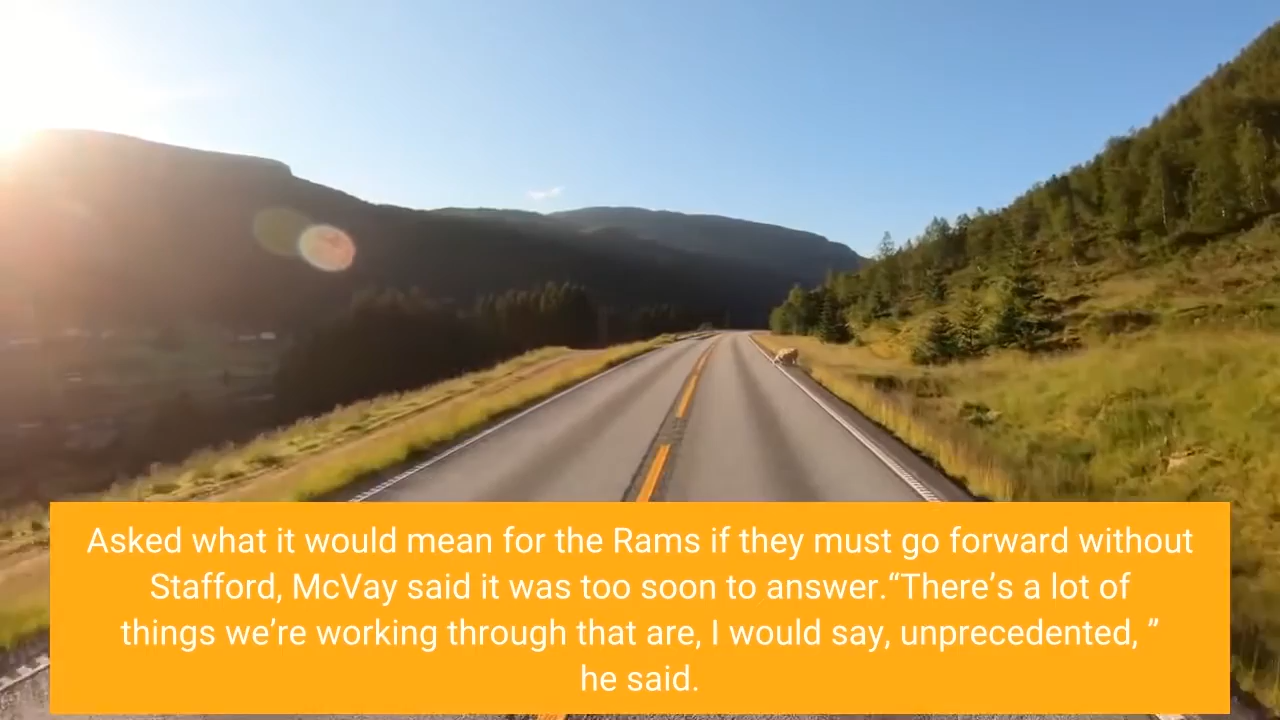 Asked what it would mean for the Rams if they must go forward without
Stafford, McVay said it was too soon to answer.“There’s a lot of
things we’re working through that are, I would say, unprecedented, ”
he said.